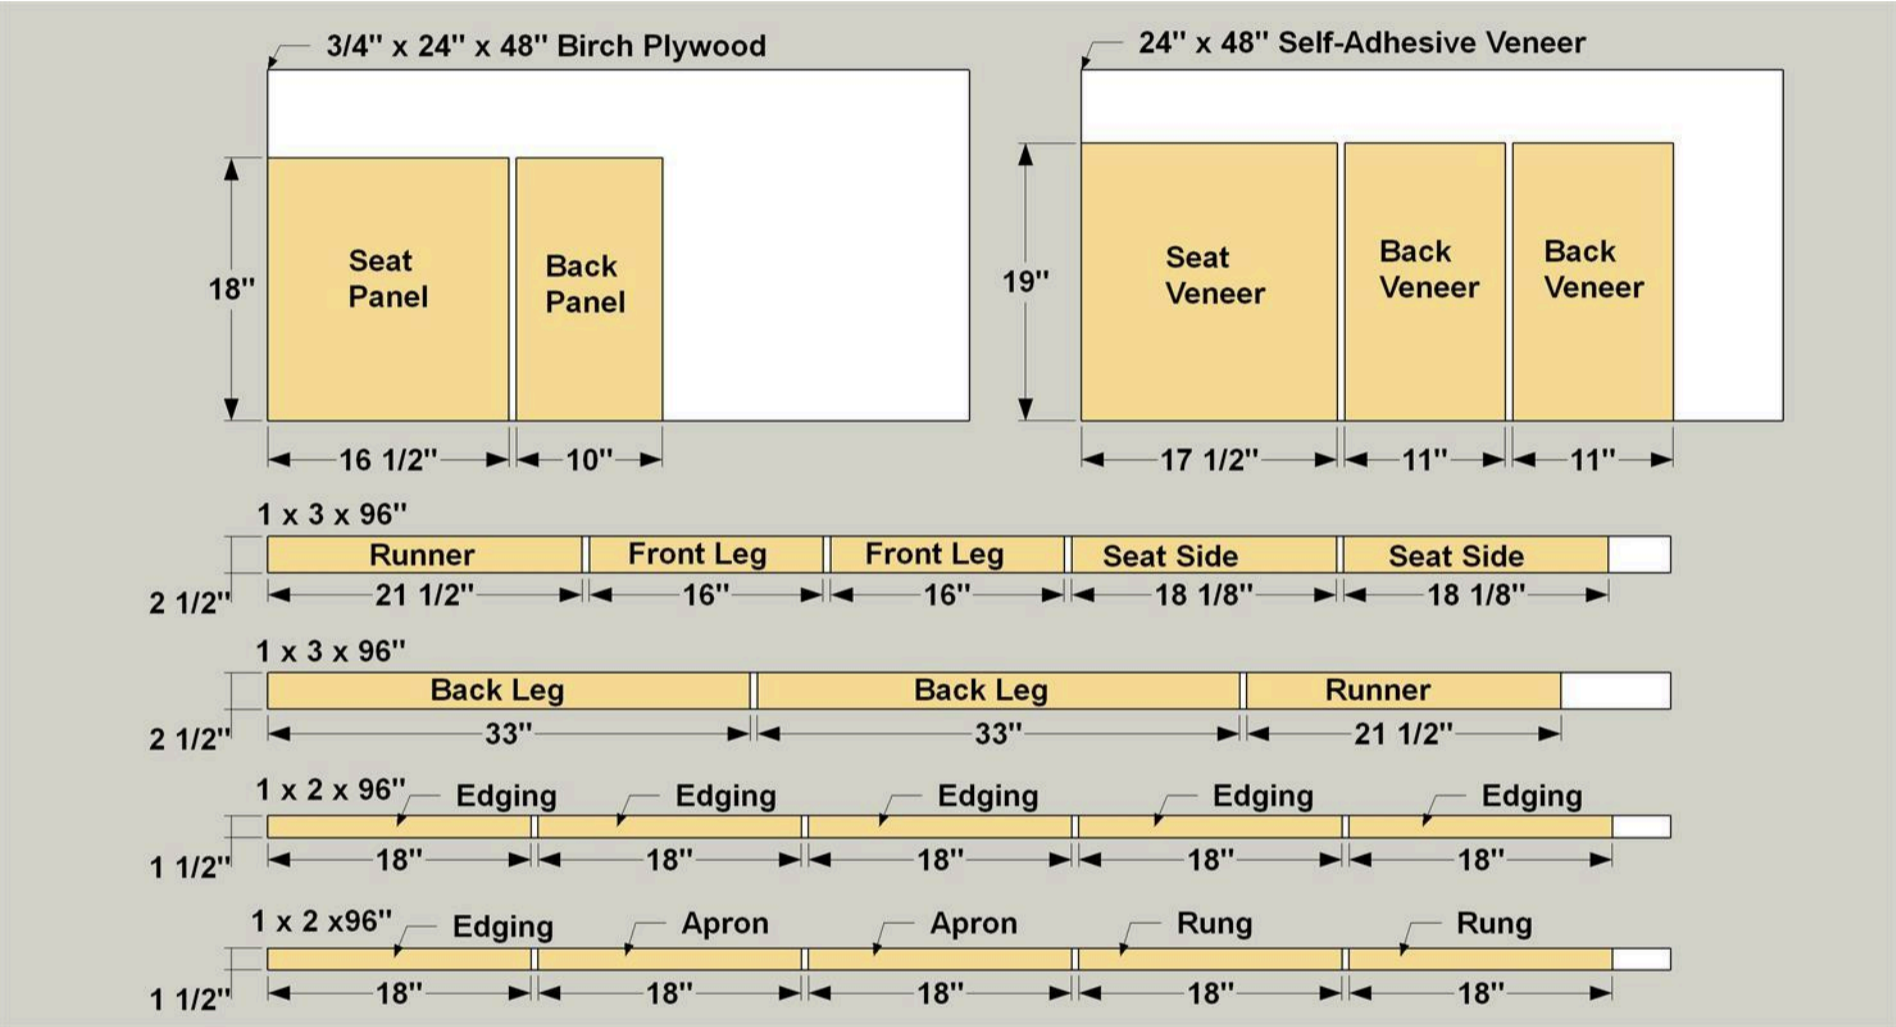 3/4" x 24" x 48" Birch Plywood
24" x 48" Self-Adhesive Veneer
Seat
Panel
Back
Panel
18"
16 1/2"
10"
Seat
Veneer
Back
Veneer
Back
Veneer
19"
17 1/2"
11"
11"
1 x 3 x 96"
Runner
Front Leg
Front Leg
Seat Side
Seat Side
2 1/2"
21 1/2"
16"
16"
18 1/8"
18 1/8"
1 x 3 x 96"
Back Leg
Back Leg
Runner
2 1/2"
33"
33"
21 1/2"
1 x 2 x 96"
Edging
Edging
Edging
Edging
Edging
1 1/2"
18"
18"
18"
18"
18"
1 x 2 x96"
Edging
Apron
Apron
Rung
Rung
1 1/2"
18"
18"
18"
18"
18"